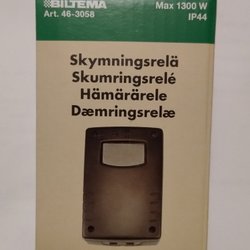 BILTEMA
Art. 46-3058
Max 1300 W
IP44
Skymningsrelä
Skumringsrelé
Hämärärele
Dæmringsrelæ